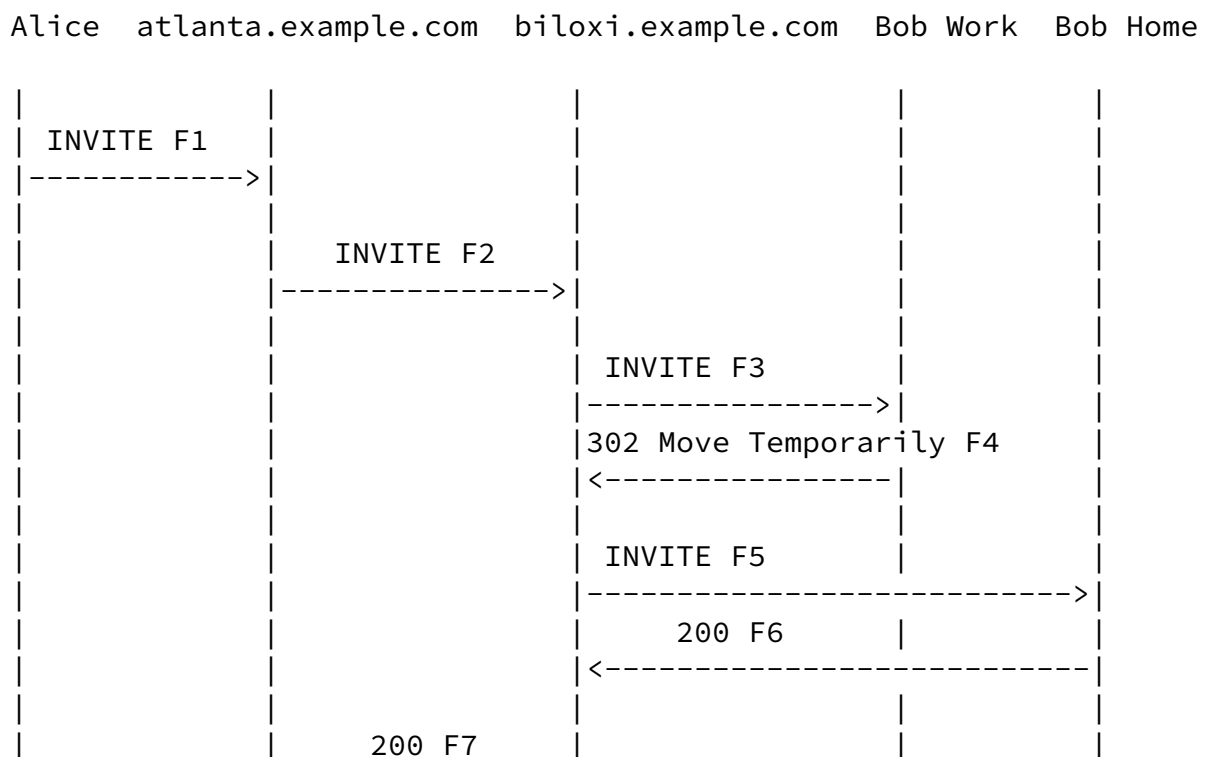 Alice  atlanta.example.com  biloxi.example.com  Bob Work  Bob Home
INVITE F1
INVITE F2
INVITE F3
302 Move Temporarily F4
INVITE F5
200 F6
200 F7